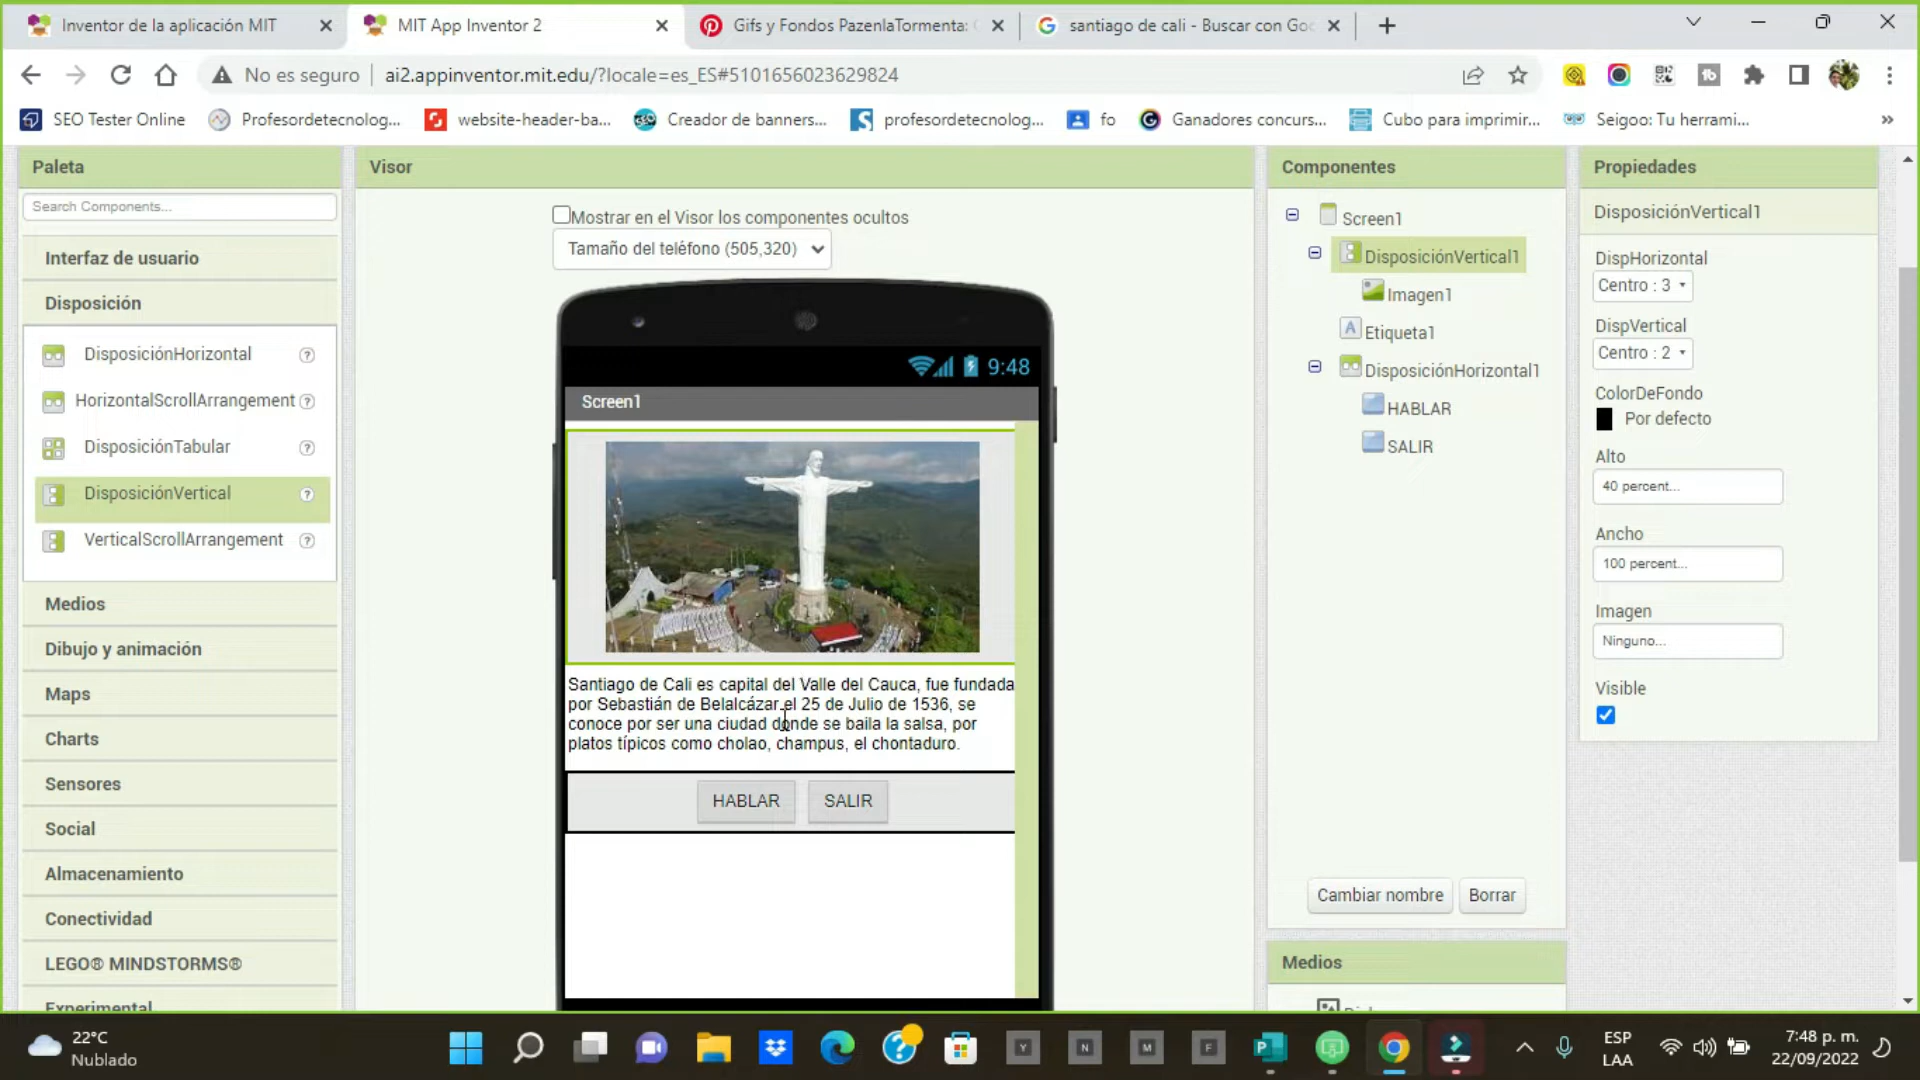 Inventor de la aplicación MIT
MIT App Inventor 2
Gifs y Fondos PazenlaTormenta:
santiago de cali - Buscar con Goo
No es seguro
ai2.appinventor.mit.edu/?locale=es_ES#5101656023629824
SEO Tester Online
Profesordetecnolog...
website-header-ba...
Creador de banners...
profesordetecnolog...
fo
Ganadores concurs...
Cubo para imprimir...
Seigoo: Tu herrami...
»
Paleta
Search Components...
Interfaz de usuario
Disposición
DisposiciónHorizontal
HorizontalScrollArrangement
DisposiciónTabular
DisposiciónVertical
VerticalScrollArrangement
Medios
Dibujo y animación
Maps
Charts
Sensores
Social
Almacenamiento
Conectividad
LEGO® MINDSTORMS®
Experimental
Visor
Mostrar en el Visor los componentes ocultos
Tamaño del teléfono (505,320)
9:48
Screen1
Santiago de Cali es capital del Valle del Cauca, fue fundada
por Sebastián de Belalcázar el 25 de Julio de 1536, se
conoce por ser una ciudad donde se baila la salsa, por
platos típicos como cholao, champus, el chontaduro.
HABLAR
SALIR
Componentes
Screen1
DisposiciónVertical1
Imagen1
Etiqueta1
DisposiciónHorizontal1
HABLAR
SALIR
Cambiar nombre
Borrar
Medios
Propiedades
DisposiciónVertical1
DispHorizontal
Centro : 3
DispVertical
Centro : 2
ColorDeFondo
Por defecto
Alto
40 percent...
Ancho
100 percent...
Imagen
Ninguno...
Visible
22°C
Nublado
Y
N
M
F
ESP
LAA
7:48 p. m.
22/09/2022